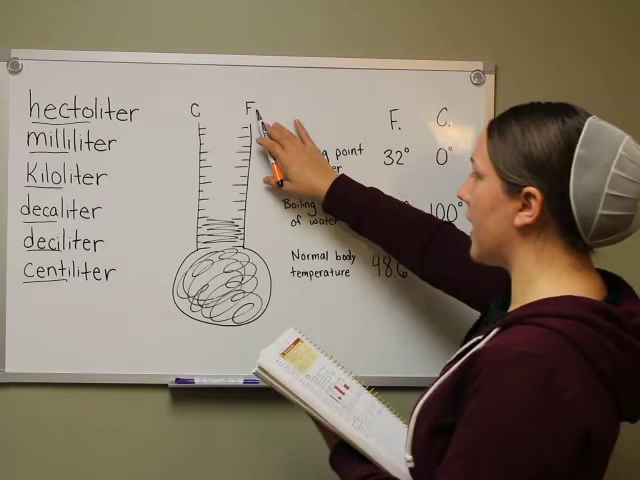 hectoliter
milliliter
Kiloliter
decaliter
deciliter
Centiliter
C F
F. C.
point
32° 0°
Boiling
of water
100°
Normal body
temperature
98.6